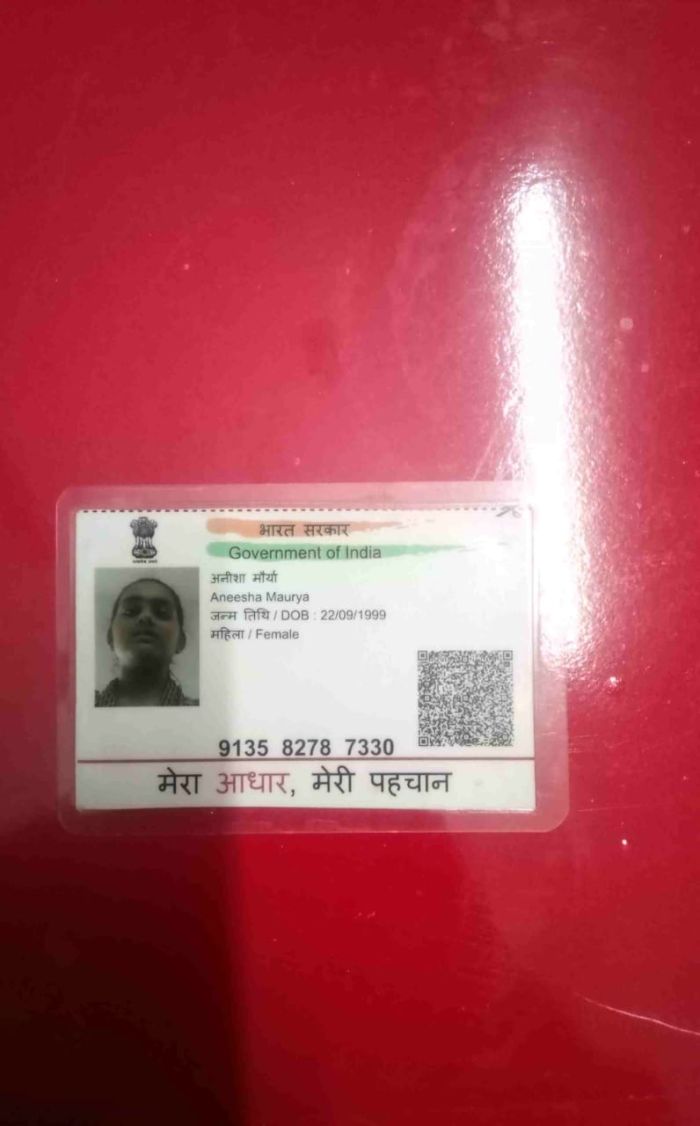 भारत सरकार
Government of India
अनीशा मौर्या
Aneesha Maurya
जन्म तिथि / DOB : 22/09/1999
महिला / Female
9135 8278 7330
मेरा आधार, मेरी पहचान